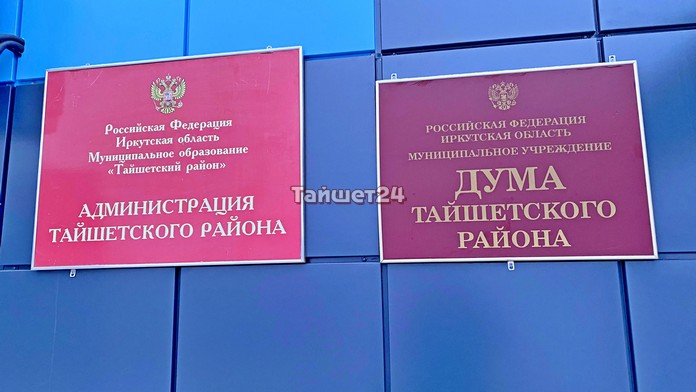 Российская Федерация
Иркутская область
Муниципальное образование
«Тайшетский район»
АДМИНИСТРАЦИЯ
ТАЙШЕТСКОГО РАЙОНА
Тайшет24
РОССИЙСКАЯ ФЕДЕРАЦИЯ
ИРКУТСКАЯ ОБЛАСТЬ
МУНИЦИПАЛЬНОЕ УЧРЕЖДЕНИЕ
ДУМА
ТАЙШЕТСКОГО
РАЙОНА